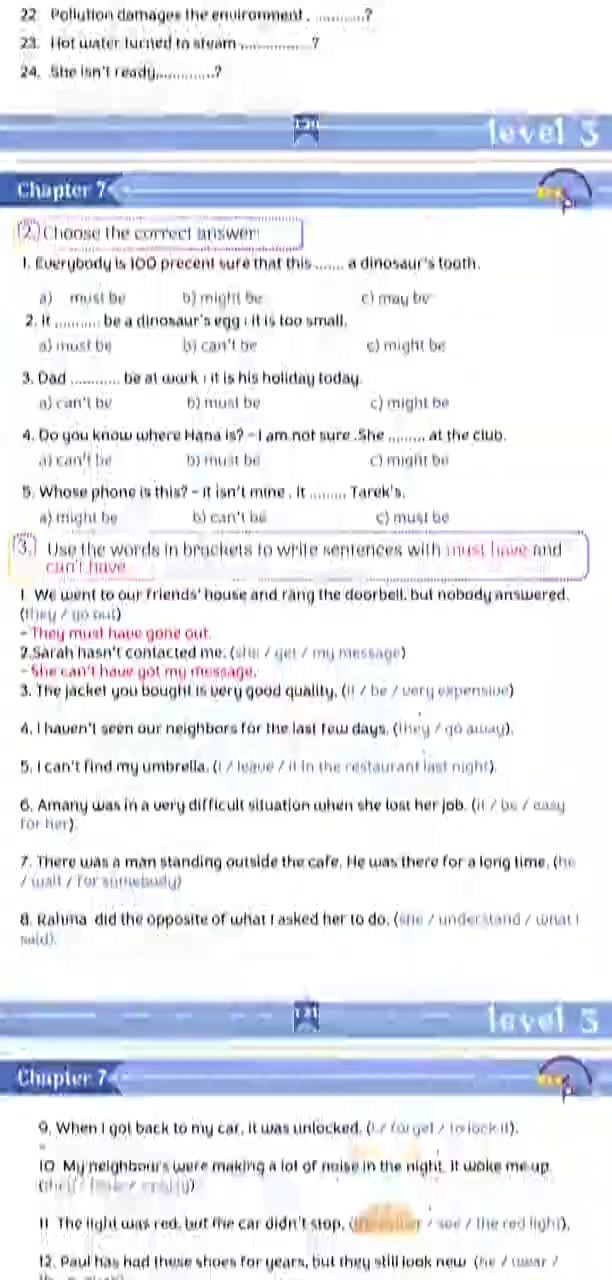 22. Pollution damages the environment , ............?
23. Hot water turned to steam ..................?
24. She isn't ready,..............?
level 3
Chapter 7
2. Choose the correct answer:
1. Everybody is 100 precent sure that this ....... a dinosaur's tooth.
a) must be b) might be c) may be
2. It ........... be a dinosaur's egg ; it is too small.
a) must be b) can't be c) might be
3. Dad ............ be at work ; it is his holiday today.
a) can't be b) must be c) might be
4. Do you know where Hana is? - I am not sure .She ......... at the club.
a) can't be b) must be c) might be
5. Whose phone is this? - it isn't mine . It ......... Tarek's.
a) might be b) can't be c) must be
3. Use the words in brackets to write sentences with must have and
can't have
1 We went to our friends' house and rang the doorbell, but nobody answered.
(they / go out)
- They must have gone out.
2.Sarah hasn't contacted me. (she / get / my message)
- She can't have got my message.
3. The jacket you bought is very good quality. (it / be / very expensive)
4. I haven't seen our neighbors for the last few days. (they / go away).
5. I can't find my umbrella. (I / leave / it in the restaurant last night).
6. Amany was in a very difficult situation when she lost her job. (it / be / easy
for her).
7. There was a man standing outside the cafe. He was there for a long time. (he
/ wait / for somebody)
8. Rahma did the opposite of what I asked her to do. (she / understand / what I
said).
121
level 3
Chapter 7
9. When I got back to my car, it was unlocked. (I / forget / to lock it).
10 My neighbours were making a lot of noise in the night. It woke me up.
11 The light was red, but the car didn't stop. ( / see / the red light).
12. Paul has had these shoes for years, but they still look new (he / wear /